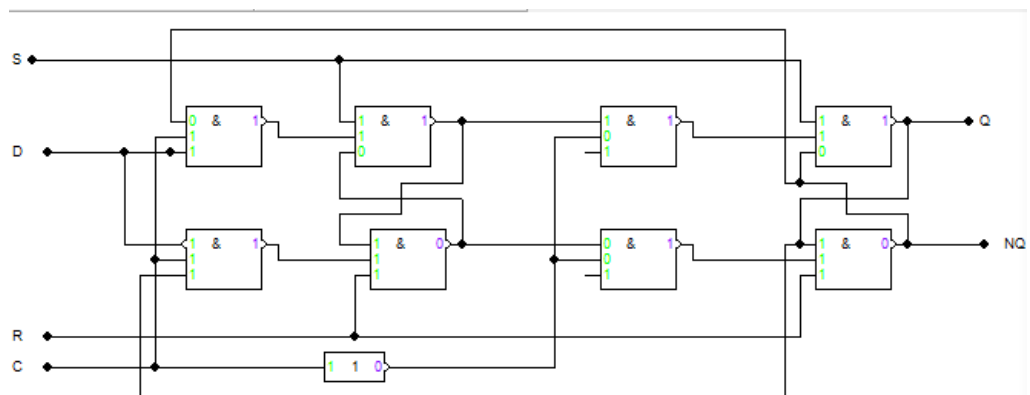 S
0 & 1 1 & 1 1 & 1 1 & 1 Q
1 1 0 1
D 1 0 1 0
1 & 1 1 & 0 0 & 1 1 & 0 NQ
1 1 0 1
1 1 1 1
R
C 1 1 0